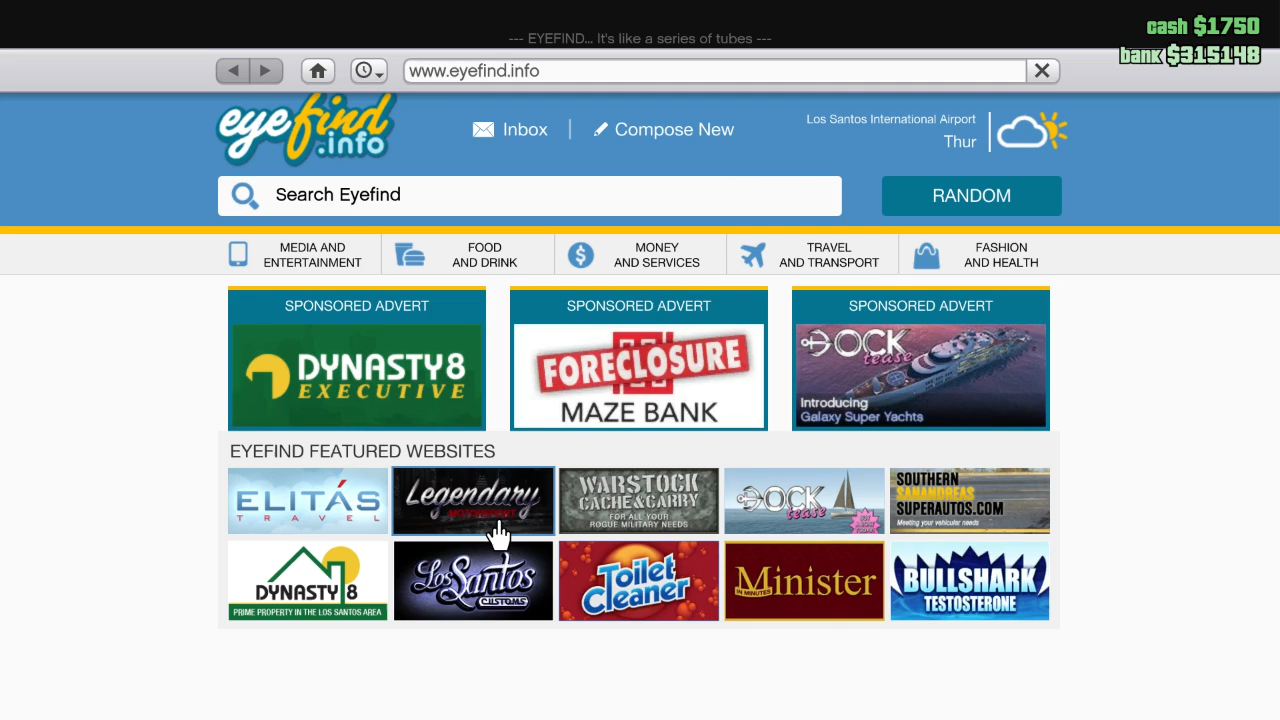 cash $1750
bank $315148
--- EYEFIND... It's like a series of tubes ---
www.eyefind.info
eyefind
.info
Inbox
Compose New
Los Santos International Airport
Thur
Search Eyefind
RANDOM
MEDIA AND
ENTERTAINMENT
FOOD
AND DRINK
MONEY
AND SERVICES
TRAVEL
AND TRANSPORT
FASHION
AND HEALTH
SPONSORED ADVERT
SPONSORED ADVERT
SPONSORED ADVERT
DYNASTY 8
EXECUTIVE
FORECLOSURE
MAZE BANK
DOCK
tease
Introducing
Galaxy Super Yachts
EYEFIND FEATURED WEBSITES
ELITÁS
TRAVEL
Legendary
MOTORSPORT
WARSTOCK
CACHE & CARRY
FOR ALL YOUR
ROGUE MILITARY NEEDS
DOCK
tease
SOUTHERN
SANANDREAS
SUPERAUTOS.COM
Meeting your vehicular needs
DYNASTY 8
PRIME PROPERTY IN THE LOS SANTOS AREA
Los Santos
CUSTOMS
Toilet
Cleaner
Minister
IN MINUTES
BULLSHARK
TESTOSTERONE